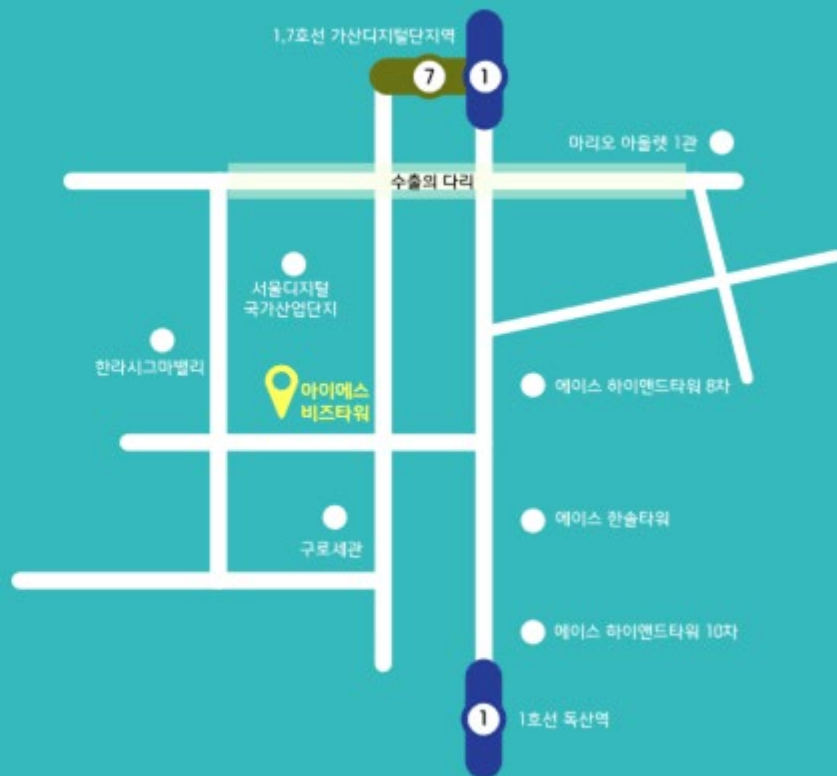 1,7호선 가산디지털단지역
7
1
마리오 아울렛 1관
수출의 다리
서울디지털
국가산업단지
한라시그마밸리
아이에스
비즈타워
에이스 하이앤드타워 8차
에이스 한솔타워
구로세관
에이스 하이앤드타워 10차
1
1호선 독산역